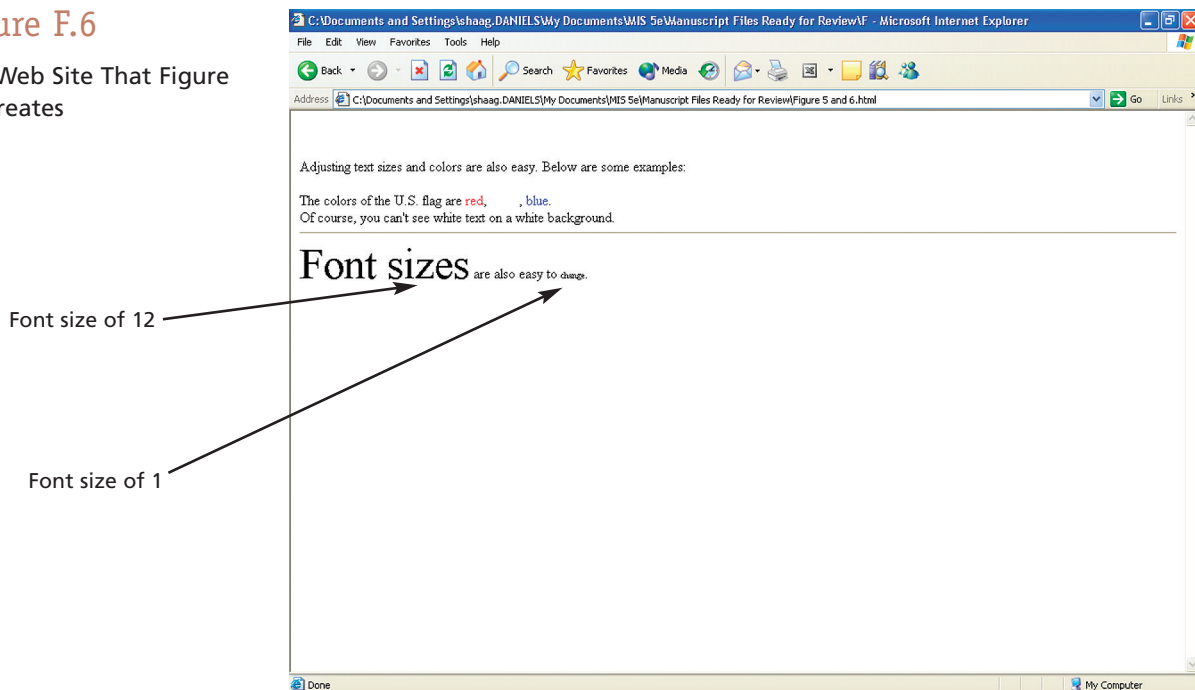 ure F.6
Web Site That Figure
reates
C:\Documents and Settings\shaag.DANIELS\My Documents\MIS 5e\Manuscript Files Ready for Review\F - Microsoft Internet Explorer
File Edit View Favorites Tools Help
Back Search Favorites Media
Address C:\Documents and Settings\shaag.DANIELS\My Documents\MIS 5e\Manuscript Files Ready for Review\Figure 5 and 6.html Go Links »
Adjusting text sizes and colors are also easy. Below are some examples:
The colors of the U.S. flag are red, , blue.
Of course, you can't see white text on a white background.
Font sizes are also easy to change.
Font size of 12
Font size of 1
Done My Computer